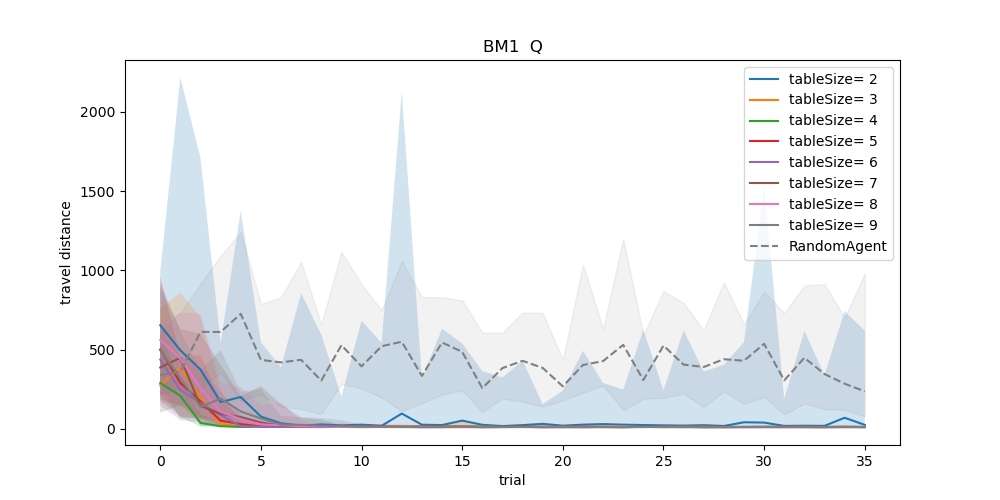 BM1 Q
travel distance
2000
1500
1000
500
0
0 5 10 15 20 25 30 35
trial
tableSize= 2
tableSize= 3
tableSize= 4
tableSize= 5
tableSize= 6
tableSize= 7
tableSize= 8
tableSize= 9
RandomAgent